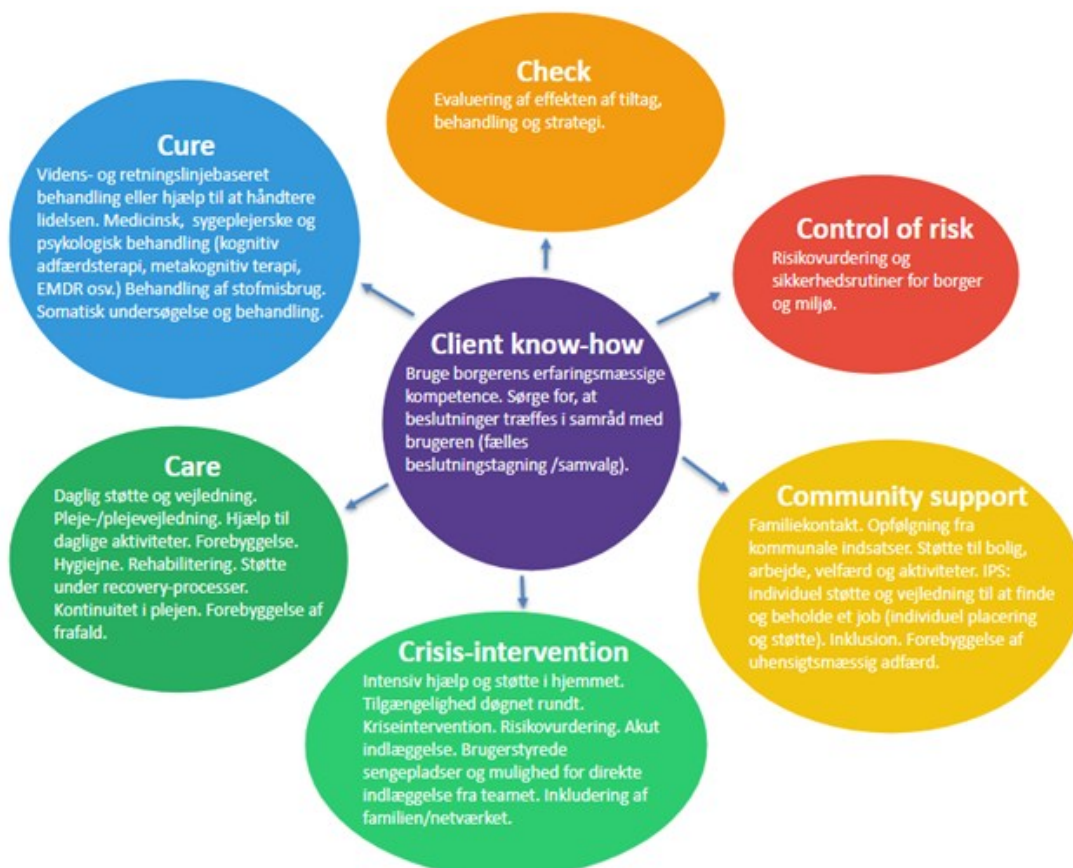 Check
Evaluering af effekten af tiltag,
behandling og strategi.
Cure
Videns- og retningslinjebaseret
behandling eller hjælp til at håndtere
lidelsen. Medicinsk, sygeplejerske og
psykologisk behandling (kognitiv
adfærdsterapi, metakognitiv terapi,
EMDR osv.) Behandling af stofmisbrug.
Somatisk undersøgelse og behandling.
Control of risk
Risikovurdering og
sikkerhedsrutiner for borger
og miljø.
Client know-how
Bruge borgerens erfaringsmæssige
kompetence. Sørge for, at
beslutninger træffes i samråd med
brugeren (fælles
beslutningstagning /samvalg).
Care
Daglig støtte og vejledning.
Pleje-/plejevejledning. Hjælp til
daglige aktiviteter. Forebyggelse.
Hygiejne. Rehabilitering. Støtte
under recovery-processer.
Kontinuitet i plejen. Forebyggelse af
frafald.
Community support
Familiekontakt. Opfølgning fra
kommunale indsatser. Støtte til bolig,
arbejde, velfærd og aktiviteter. IPS:
individuel støtte og vejledning til at finde
og beholde et job (individuel placering
og støtte). Inklusion. Forebyggelse af
uhensigtsmæssig adfærd.
Crisis-intervention
Intensiv hjælp og støtte i hjemmet.
Tilgængelighed døgnet rundt.
Kriseintervention. Risikovurdering. Akut
indlæggelse. Brugerstyrede
sengepladser og mulighed for direkte
indlæggelse fra teamet. Inkludering af
familien/netværket.